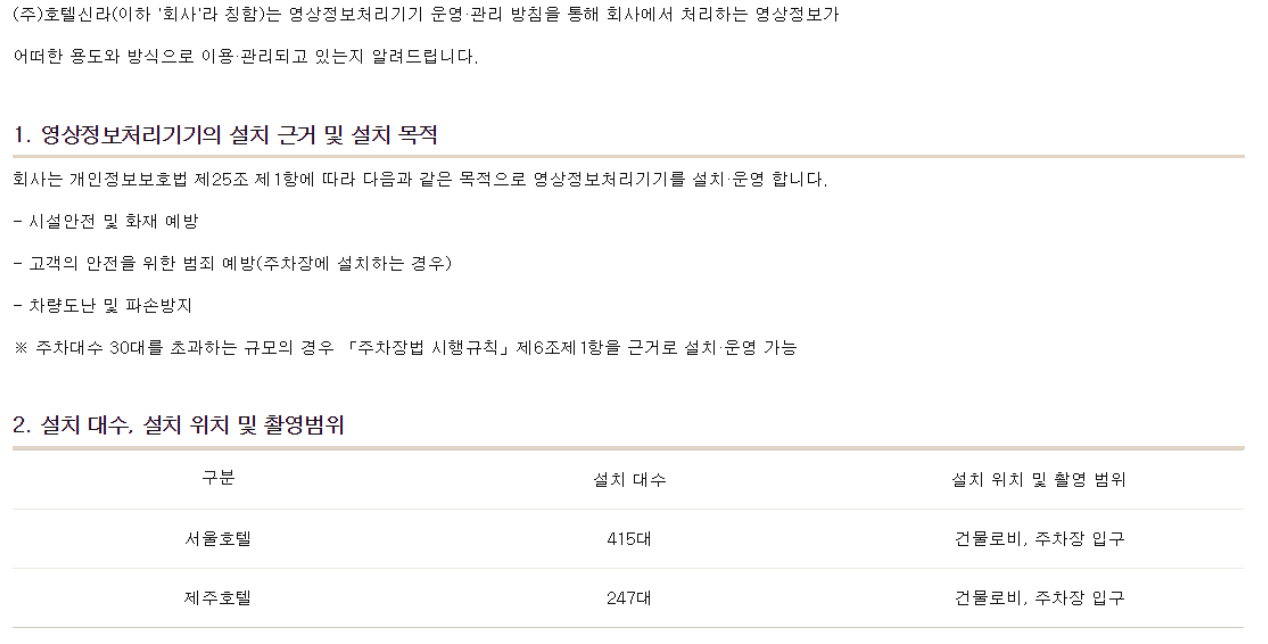 (주)호텔신라(이하 '회사'라 칭함)는 영상정보처리기기 운영·관리 방침을 통해 회사에서 처리하는 영상정보가
어떠한 용도와 방식으로 이용·관리되고 있는지 알려드립니다.
1. 영상정보처리기기의 설치 근거 및 설치 목적
회사는 개인정보보호법 제25조 제1항에 따라 다음과 같은 목적으로 영상정보처리기기를 설치·운영 합니다.
- 시설안전 및 화재 예방
- 고객의 안전을 위한 범죄 예방(주차장에 설치하는 경우)
- 차량도난 및 파손방지
※ 주차대수 30대를 초과하는 규모의 경우 「주차장법 시행규칙」 제6조제1항을 근거로 설치·운영 가능
2. 설치 대수, 설치 위치 및 촬영범위
구분 설치 대수 설치 위치 및 촬영 범위
서울호텔 415대 건물로비, 주차장 입구
제주호텔 247대 건물로비, 주차장 입구